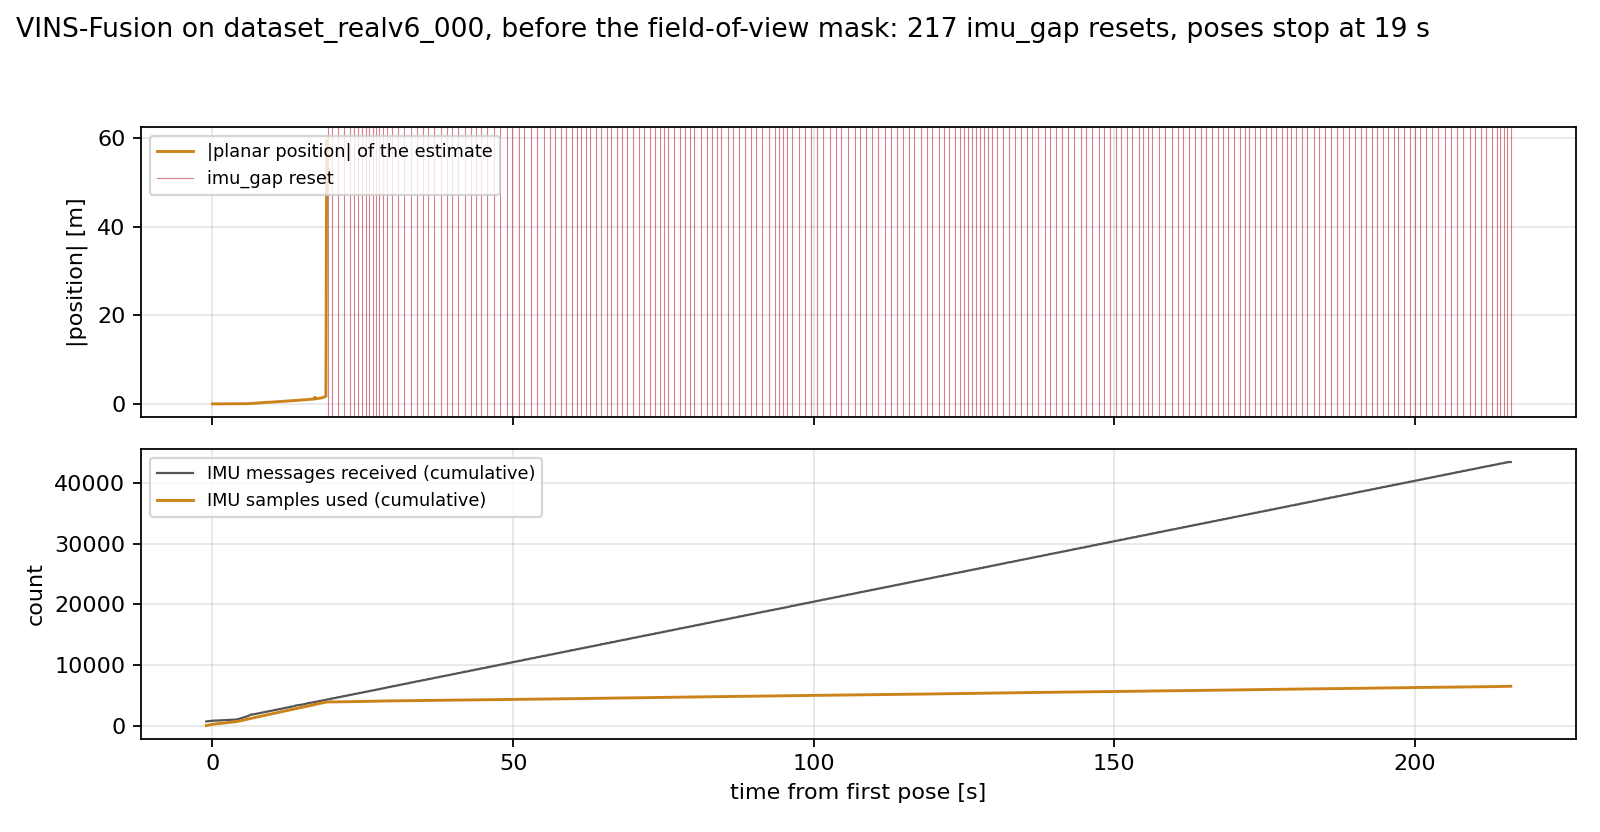 VINS-Fusion on dataset_realv6_000, before the field-of-view mask: 217 imu_gap resets, poses stop at 19 s
60
40
20
0
|position| [m]
|planar position| of the estimate
imu_gap reset
40000
30000
20000
10000
0
count
IMU messages received (cumulative)
IMU samples used (cumulative)
0 50 100 150 200
time from first pose [s]